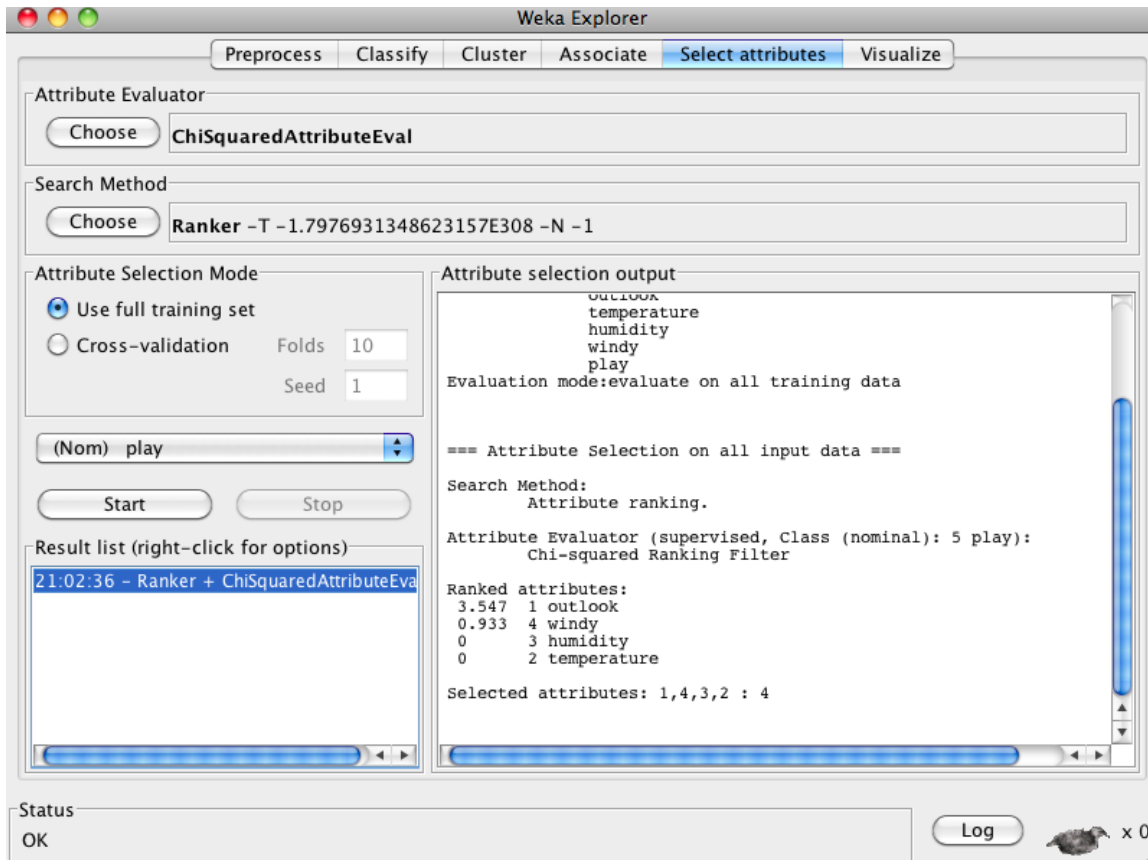 Weka Explorer
Preprocess Classify Cluster Associate Select attributes Visualize
Attribute Evaluator
Choose ChiSquaredAttributeEval
Search Method
Choose Ranker -T -1.7976931348623157E308 -N -1
Attribute Selection Mode
Use full training set
Cross-validation Folds 10
Seed 1
(Nom) play
Start Stop
Result list (right-click for options)
21:02:36 - Ranker + ChiSquaredAttributeEva
Attribute selection output
outlook
temperature
humidity
windy
play
Evaluation mode:evaluate on all training data
=== Attribute Selection on all input data ===
Search Method:
Attribute ranking.
Attribute Evaluator (supervised, Class (nominal): 5 play):
Chi-squared Ranking Filter
Ranked attributes:
3.547 1 outlook
0.933 4 windy
0 3 humidity
0 2 temperature
Selected attributes: 1,4,3,2 : 4
Status
OK
Log
x 0